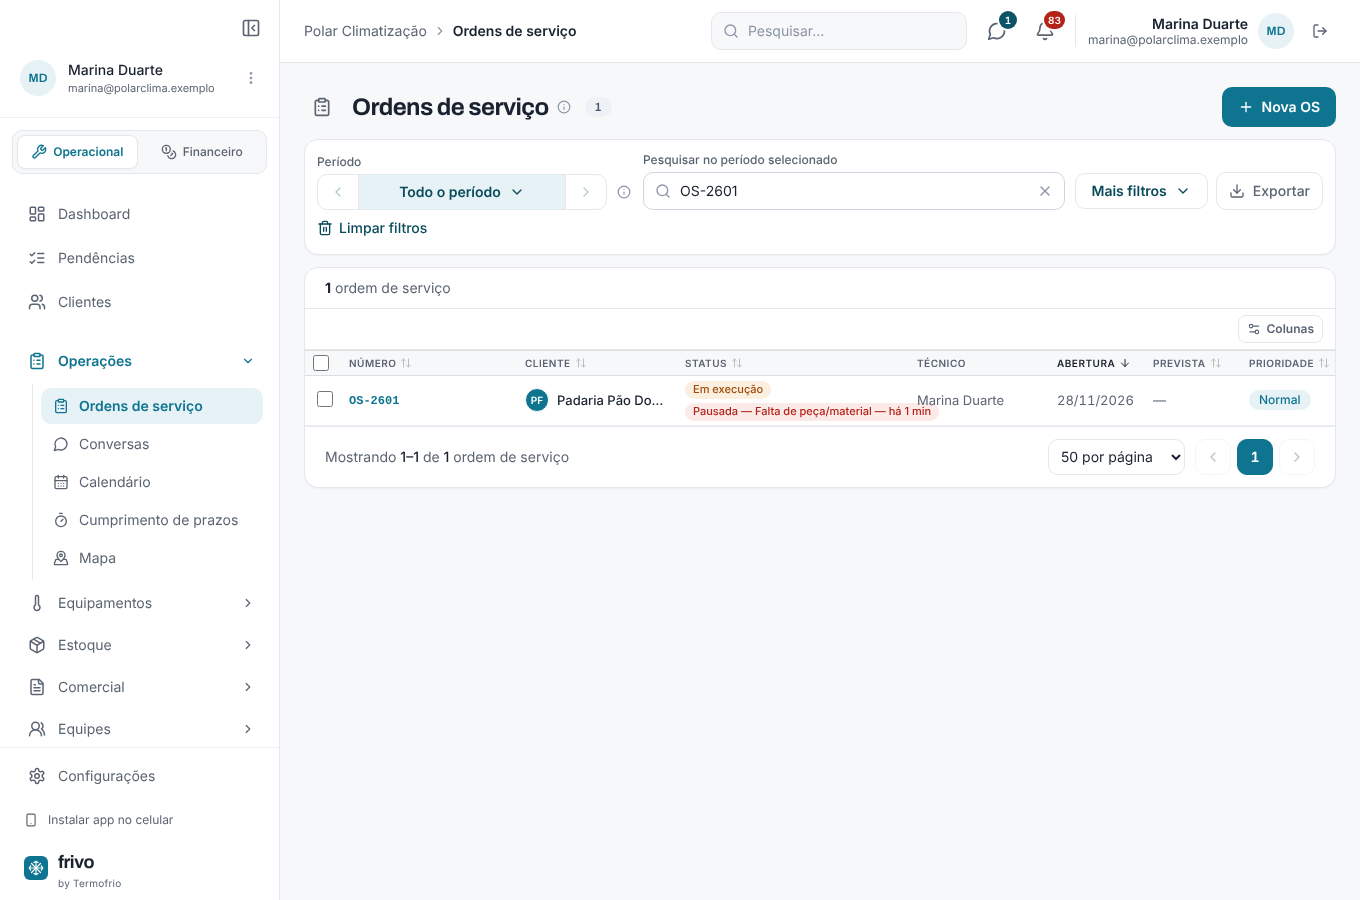 MD
Marina Duarte
marina@polarclima.exemplo
Operacional
Financeiro
Dashboard
Pendências
Clientes
Operações
Ordens de serviço
Conversas
Calendário
Cumprimento de prazos
Mapa
Equipamentos
Estoque
Comercial
Equipes
Configurações
Instalar app no celular
frivo
by Termofrio
Polar Climatização > Ordens de serviço
Pesquisar...
1
83
Marina Duarte
marina@polarclima.exemplo
MD
Ordens de serviço
1
+ Nova OS
Período
Todo o período
Pesquisar no período selecionado
OS-2601
Mais filtros
Exportar
Limpar filtros
1 ordem de serviço
Colunas
NÚMERO CLIENTE STATUS TÉCNICO ABERTURA PREVISTA PRIORIDADE
OS-2601
PF Padaria Pão Do...
Em execução
Pausada — Falta de peça/material — há 1 min
Marina Duarte
28/11/2026
—
Normal
Mostrando 1–1 de 1 ordem de serviço
50 por página
1